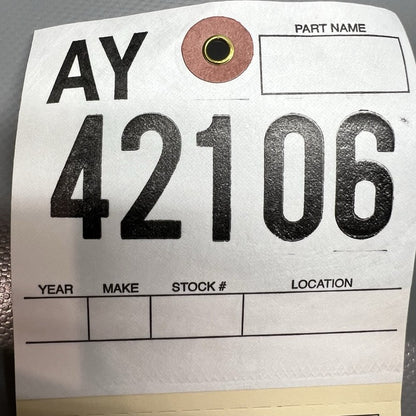 AY
PART NAME
42106
YEAR MAKE STOCK # LOCATION